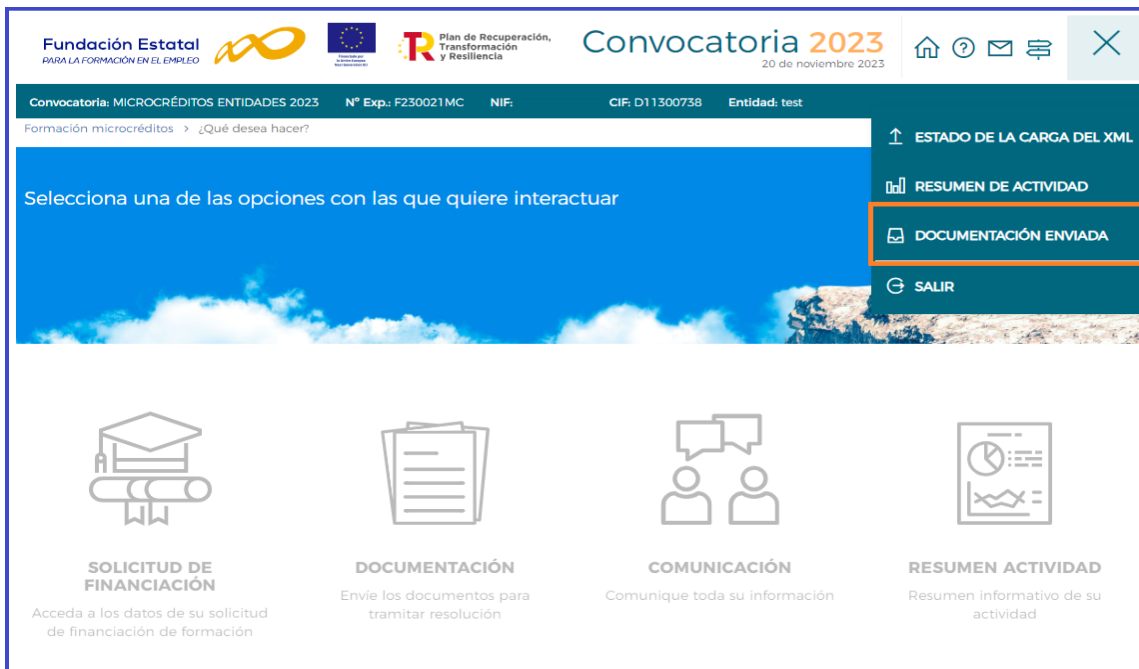 Fundación Estatal
PARA LA FORMACIÓN EN EL EMPLEO
Plan de Recuperación,
Transformación
y Resiliencia
Convocatoria 2023
20 de noviembre 2023
Convocatoria: MICROCRÉDITOS ENTIDADES 2023 Nº Exp.: F230021MC NIF: CIF: D11300738 Entidad: test
Formación microcréditos > ¿Qué desea hacer?
ESTADO DE LA CARGA DEL XML
RESUMEN DE ACTIVIDAD
DOCUMENTACIÓN ENVIADA
SALIR
Selecciona una de las opciones con las que quiere interactuar
SOLICITUD DE
FINANCIACIÓN
Acceda a los datos de su solicitud
de financiación de formación
DOCUMENTACIÓN
Envíe los documentos para
tramitar resolución
COMUNICACIÓN
Comunique toda su información
RESUMEN ACTIVIDAD
Resumen informativo de su
actividad